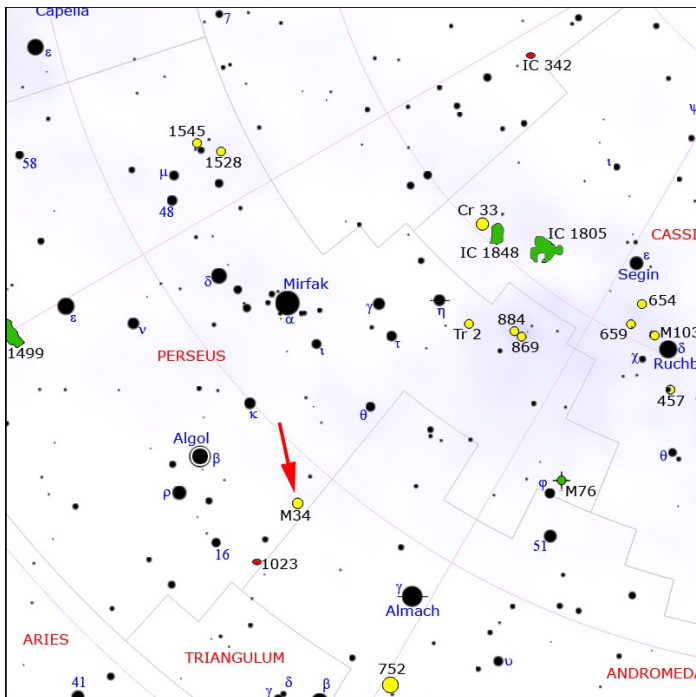 Capella
7
ε
IC 342
ψ
1545
1528
58
μ
48
ι
Cr 33
IC 1848
IC 1805
CASSI
ε
Segin
δ
Mirfak
α
γ
η
654
ε
ν
Tr 2
884
869
659
M103
δ
Ruchb
1499
PERSEUS
ι
τ
χ
457
κ
θ
Algol
β
θ
ρ
M34
φ
M76
16
1023
51
γ
Almach
ARIES
TRIANGULUM
752
υ
ANDROMEDA
41
γ
δ
β